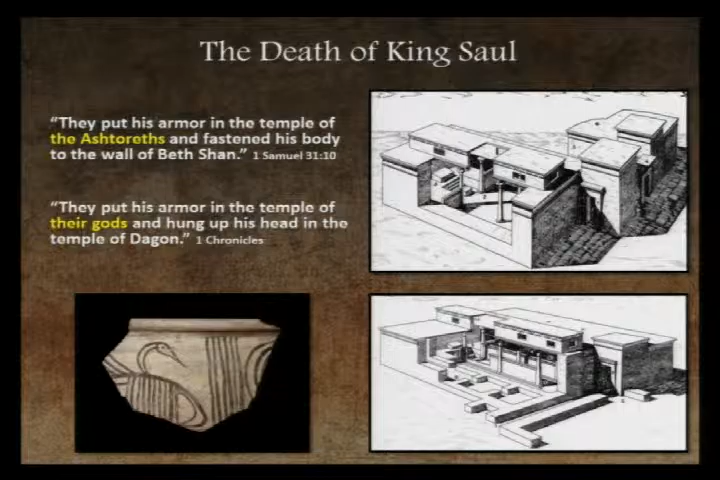 The Death of King Saul
“They put his armor in the temple of
the Ashtoreths and fastened his body
to the wall of Beth Shan.” 1 Samuel 31:10
“They put his armor in the temple of
their gods and hung up his head in the
temple of Dagon.” 1 Chronicles